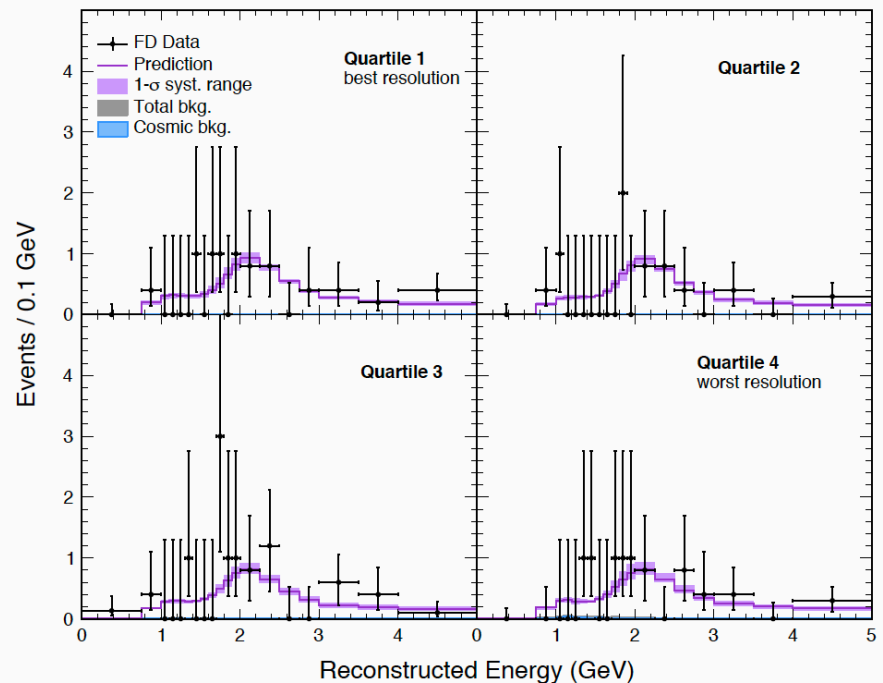 FD Data
Prediction
1-σ syst. range
Total bkg.
Cosmic bkg.
Quartile 1
best resolution
Quartile 2
4
3
2
1
0
Quartile 3
Quartile 4
worst resolution
4
3
2
1
0
0 1 2 3 4 0 1 2 3 4 5
Events / 0.1 GeV
Reconstructed Energy (GeV)